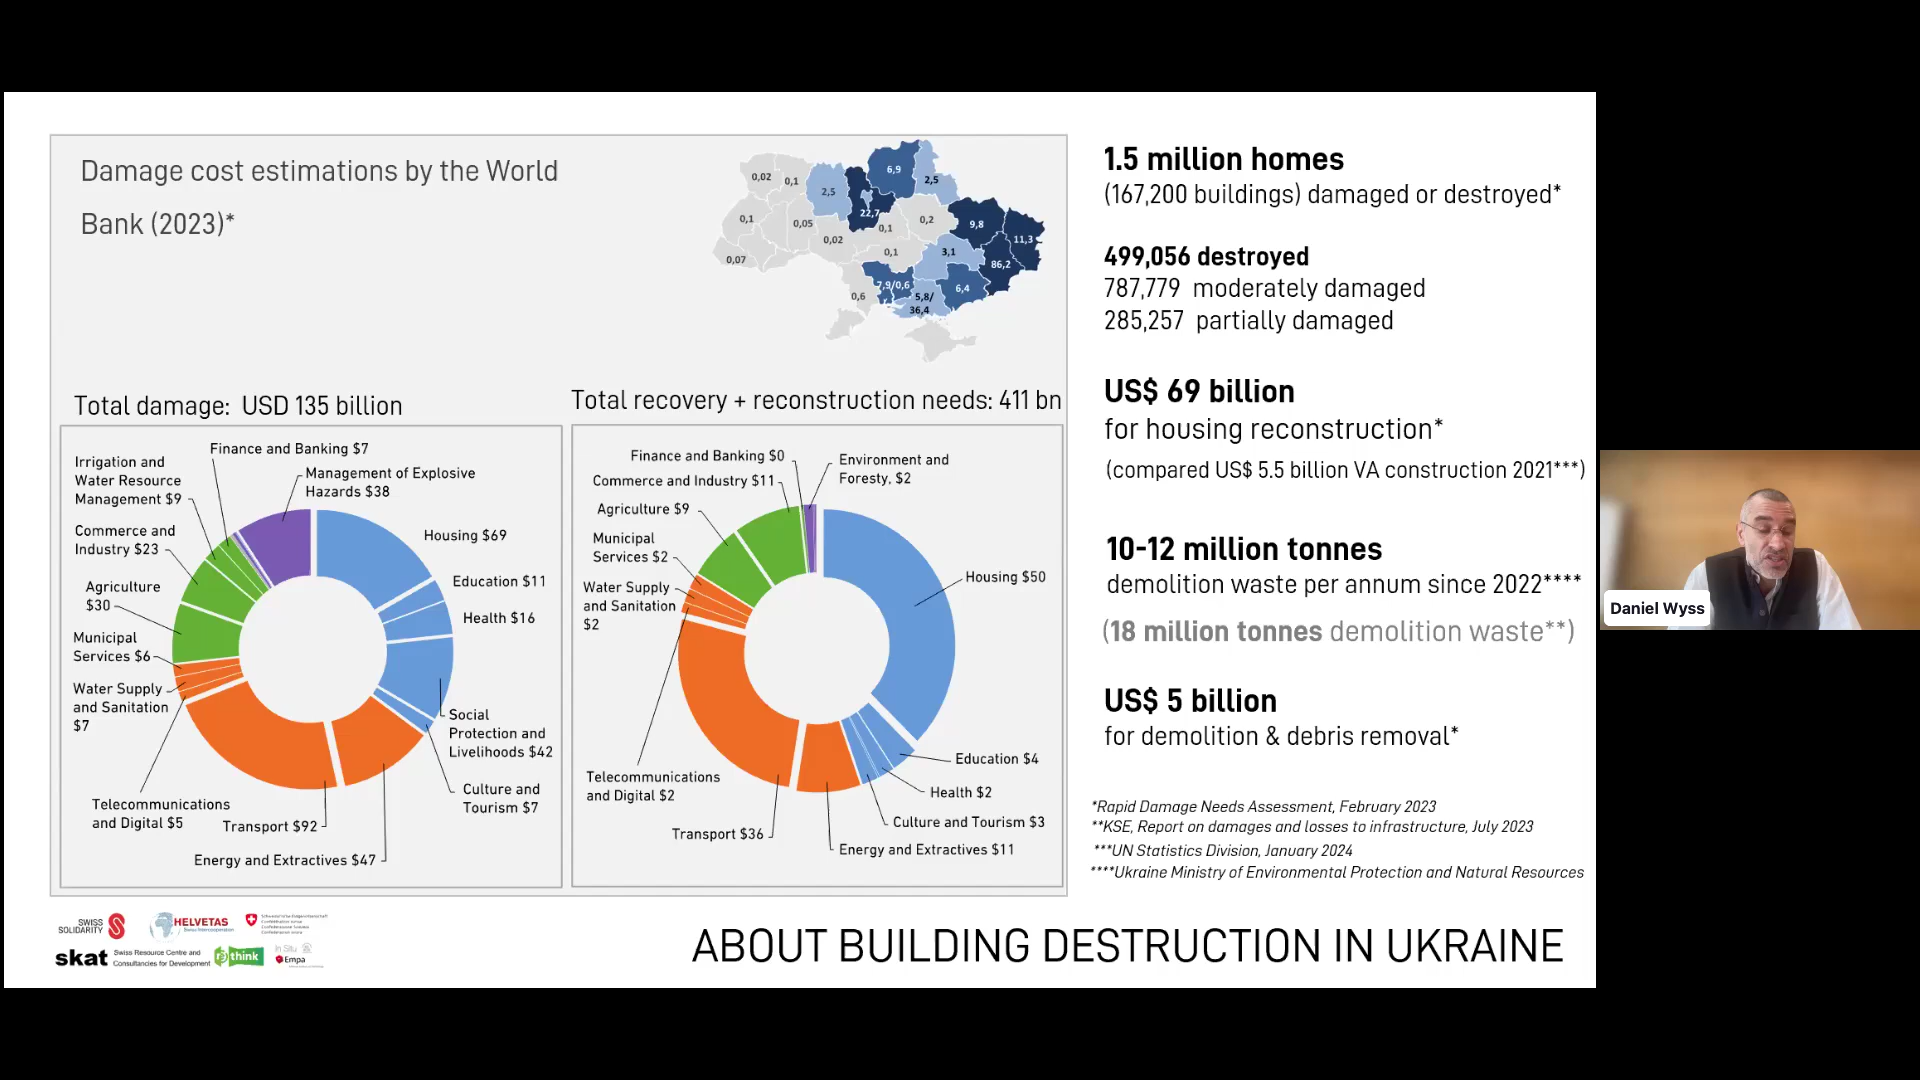 Damage cost estimations by the World
Bank (2023)*
0,02
0,1
2,5
6,9
2,5
0,1
0,05
22,7
0,1
0,2
9,8
11,3
0,02
0,1
3,1
86,2
0,07
0,6
7,9/0,6
5,8/
36,4
6,4
Total damage: USD 135 billion
Finance and Banking $7
Irrigation and
Water Resource
Management $9
Management of Explosive
Hazards $38
Commerce and
Industry $23
Housing $69
Agriculture
$30
Education $11
Health $16
Municipal
Services $6
Water Supply
and Sanitation
$7
Social
Protection and
Livelihoods $42
Culture and
Tourism $7
Telecommunications
and Digital $5
Transport $92
Energy and Extractives $47
Total recovery + reconstruction needs: 411 bn
Finance and Banking $0
Environment and
Foresty. $2
Commerce and Industry $11
Agriculture $9
Municipal
Services $2
Water Supply
and Sanitation
$2
Housing $50
Telecommunications
and Digital $2
Education $4
Health $2
Culture and Tourism $3
Transport $36
Energy and Extractives $11
1.5 million homes
(167,200 buildings) damaged or destroyed*
499,056 destroyed
787,779 moderately damaged
285,257 partially damaged
US$ 69 billion
for housing reconstruction*
(compared US$ 5.5 billion VA construction 2021***)
10-12 million tonnes
demolition waste per annum since 2022****
(18 million tonnes demolition waste**)
US$ 5 billion
for demolition & debris removal*
*Rapid Damage Needs Assessment, February 2023
**KSE, Report on damages and losses to infrastructure, July 2023
***UN Statistics Division, January 2024
****Ukraine Ministry of Environmental Protection and Natural Resources
SWISS
SOLIDARITY
HELVETAS
Swiss Intercooperation
skat
Swiss Resource Centre and
Consultancies for Development
rethink
In Situ
Empa
ABOUT BUILDING DESTRUCTION IN UKRAINE
Daniel Wyss